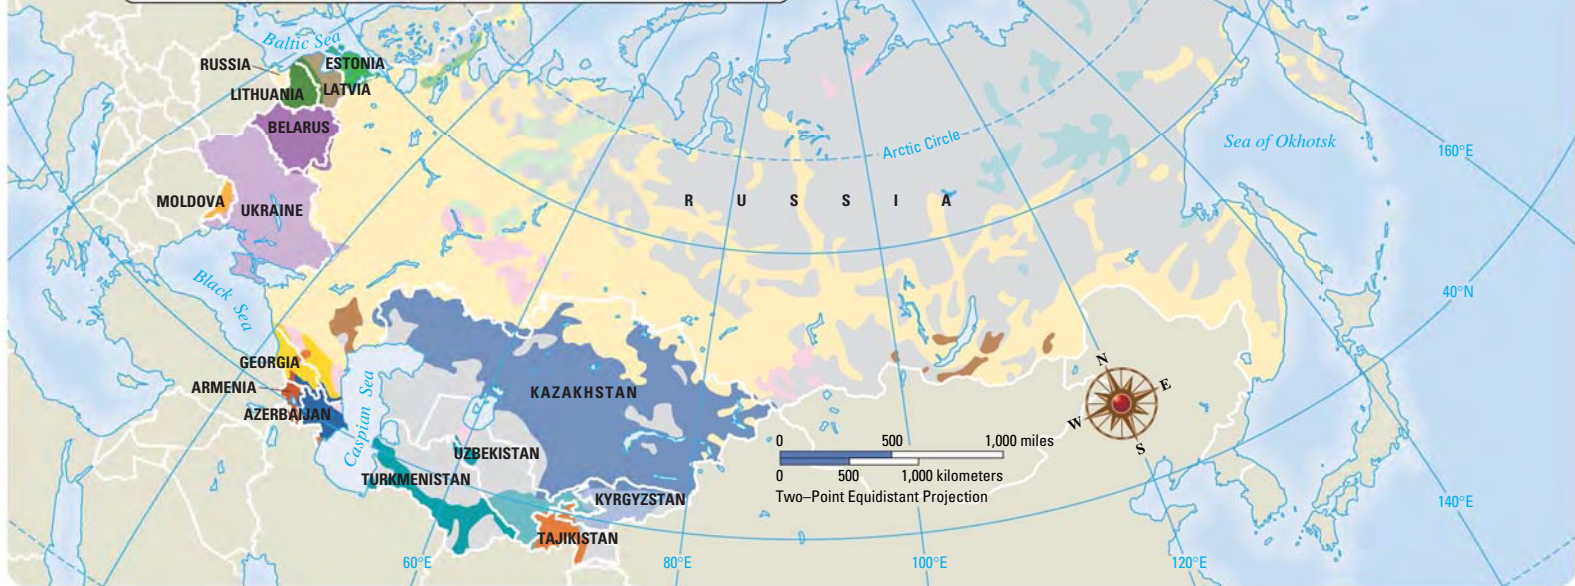 Baltic Sea
RUSSIA
ESTONIA
LITHUANIA
LATVIA
BELARUS
Arctic Circle
Sea of Okhotsk
160°E
MOLDOVA
UKRAINE
RUSSIA
Black Sea
40°N
GEORGIA
ARMENIA
AZERBAIJAN
Caspian Sea
KAZAKHSTAN
N
E
W
S
0 500 1,000 miles
0 500 1,000 kilometers
Two–Point Equidistant Projection
UZBEKISTAN
TURKMENISTAN
KYRGYZSTAN
TAJIKISTAN
140°E
60°E
80°E
100°E
120°E